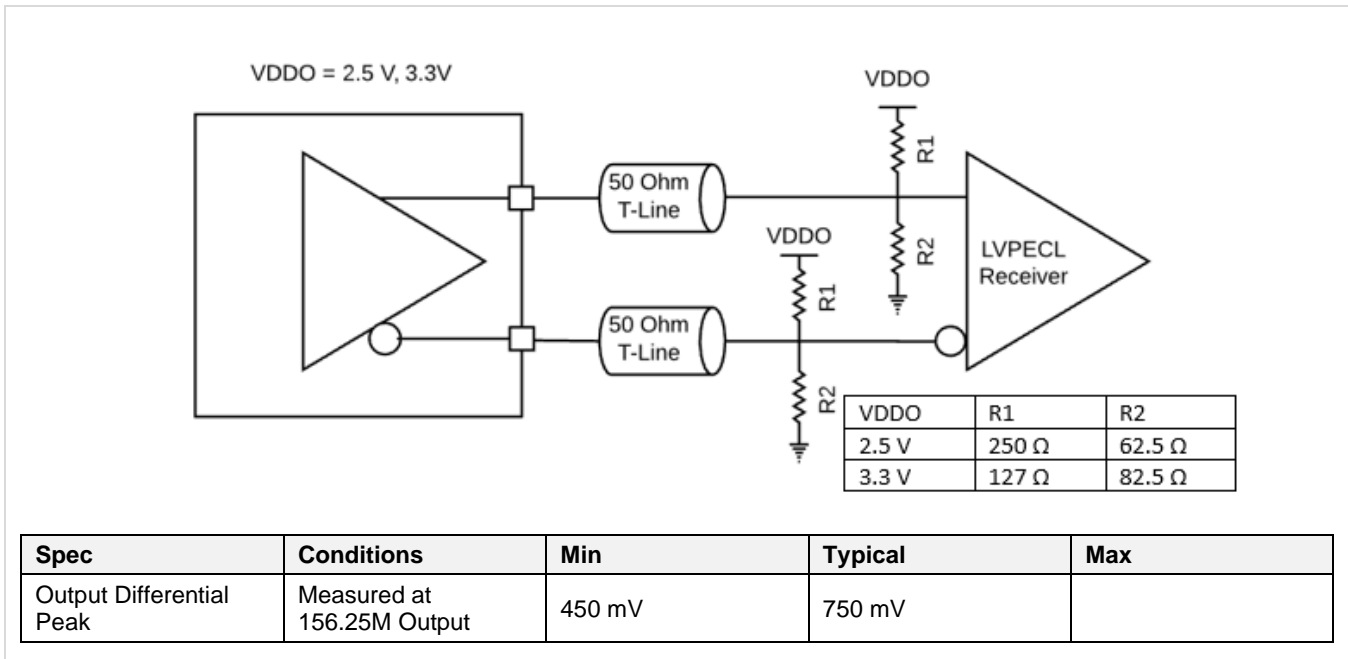 VDDO = 2.5 V, 3.3V
VDDO
R1
50 Ohm
T-Line
VDDO
R2
LVPECL
Receiver
R1
50 Ohm
T-Line
R2
VDDO R1 R2
2.5 V 250 Ω 62.5 Ω
3.3 V 127 Ω 82.5 Ω
Spec Conditions Min Typical Max
Output Differential Peak Measured at 156.25M Output 450 mV 750 mV